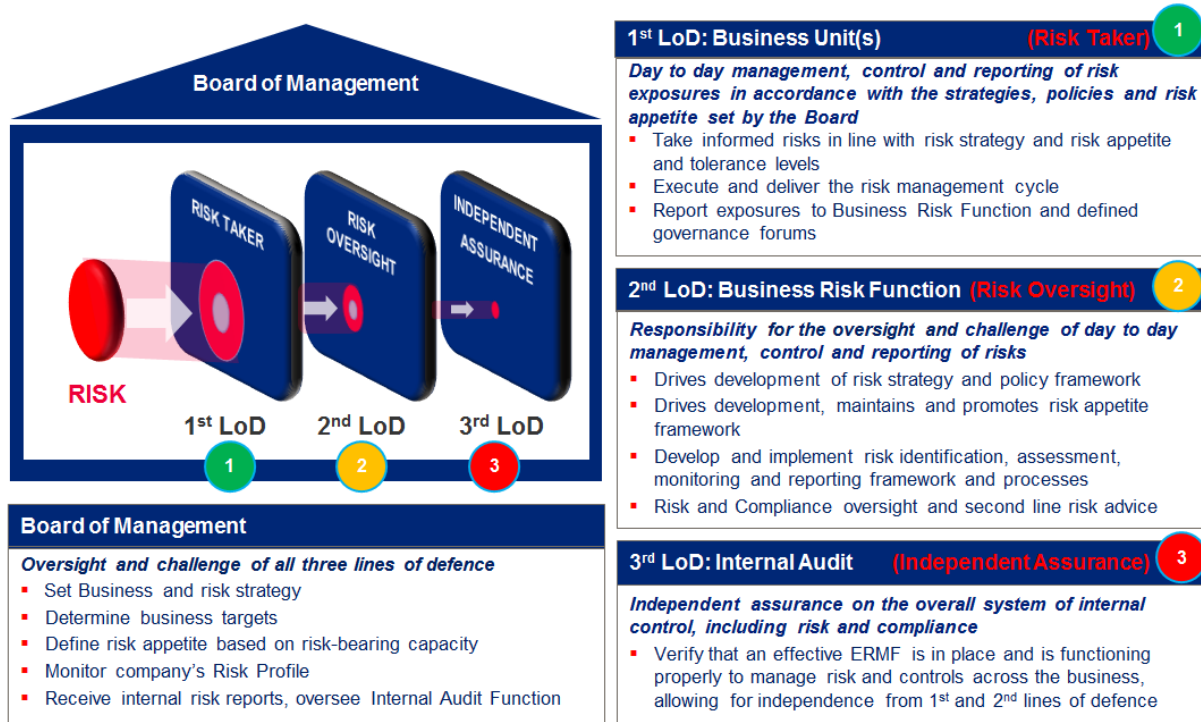 Board of Management
RISK TAKER
RISK
OVERSIGHT
INDEPENDENT
ASSURANCE
RISK
1st LoD
2nd LoD
3rd LoD
1
2
3
Board of Management
Oversight and challenge of all three lines of defence
▪ Set Business and risk strategy
▪ Determine business targets
▪ Define risk appetite based on risk-bearing capacity
▪ Monitor company's Risk Profile
▪ Receive internal risk reports, oversee Internal Audit Function
1st LoD: Business Unit(s) (Risk Taker) 1
Day to day management, control and reporting of risk
exposures in accordance with the strategies, policies and risk
appetite set by the Board
▪ Take informed risks in line with risk strategy and risk appetite
and tolerance levels
▪ Execute and deliver the risk management cycle
▪ Report exposures to Business Risk Function and defined
governance forums
2nd LoD: Business Risk Function (Risk Oversight) 2
Responsibility for the oversight and challenge of day to day
management, control and reporting of risks
▪ Drives development of risk strategy and policy framework
▪ Drives development, maintains and promotes risk appetite
framework
▪ Develop and implement risk identification, assessment,
monitoring and reporting framework and processes
▪ Risk and Compliance oversight and second line risk advice
3rd LoD: Internal Audit (Independent Assurance) 3
Independent assurance on the overall system of internal
control, including risk and compliance
▪ Verify that an effective ERMF is in place and is functioning
properly to manage risk and controls across the business,
allowing for independence from 1st and 2nd lines of defence